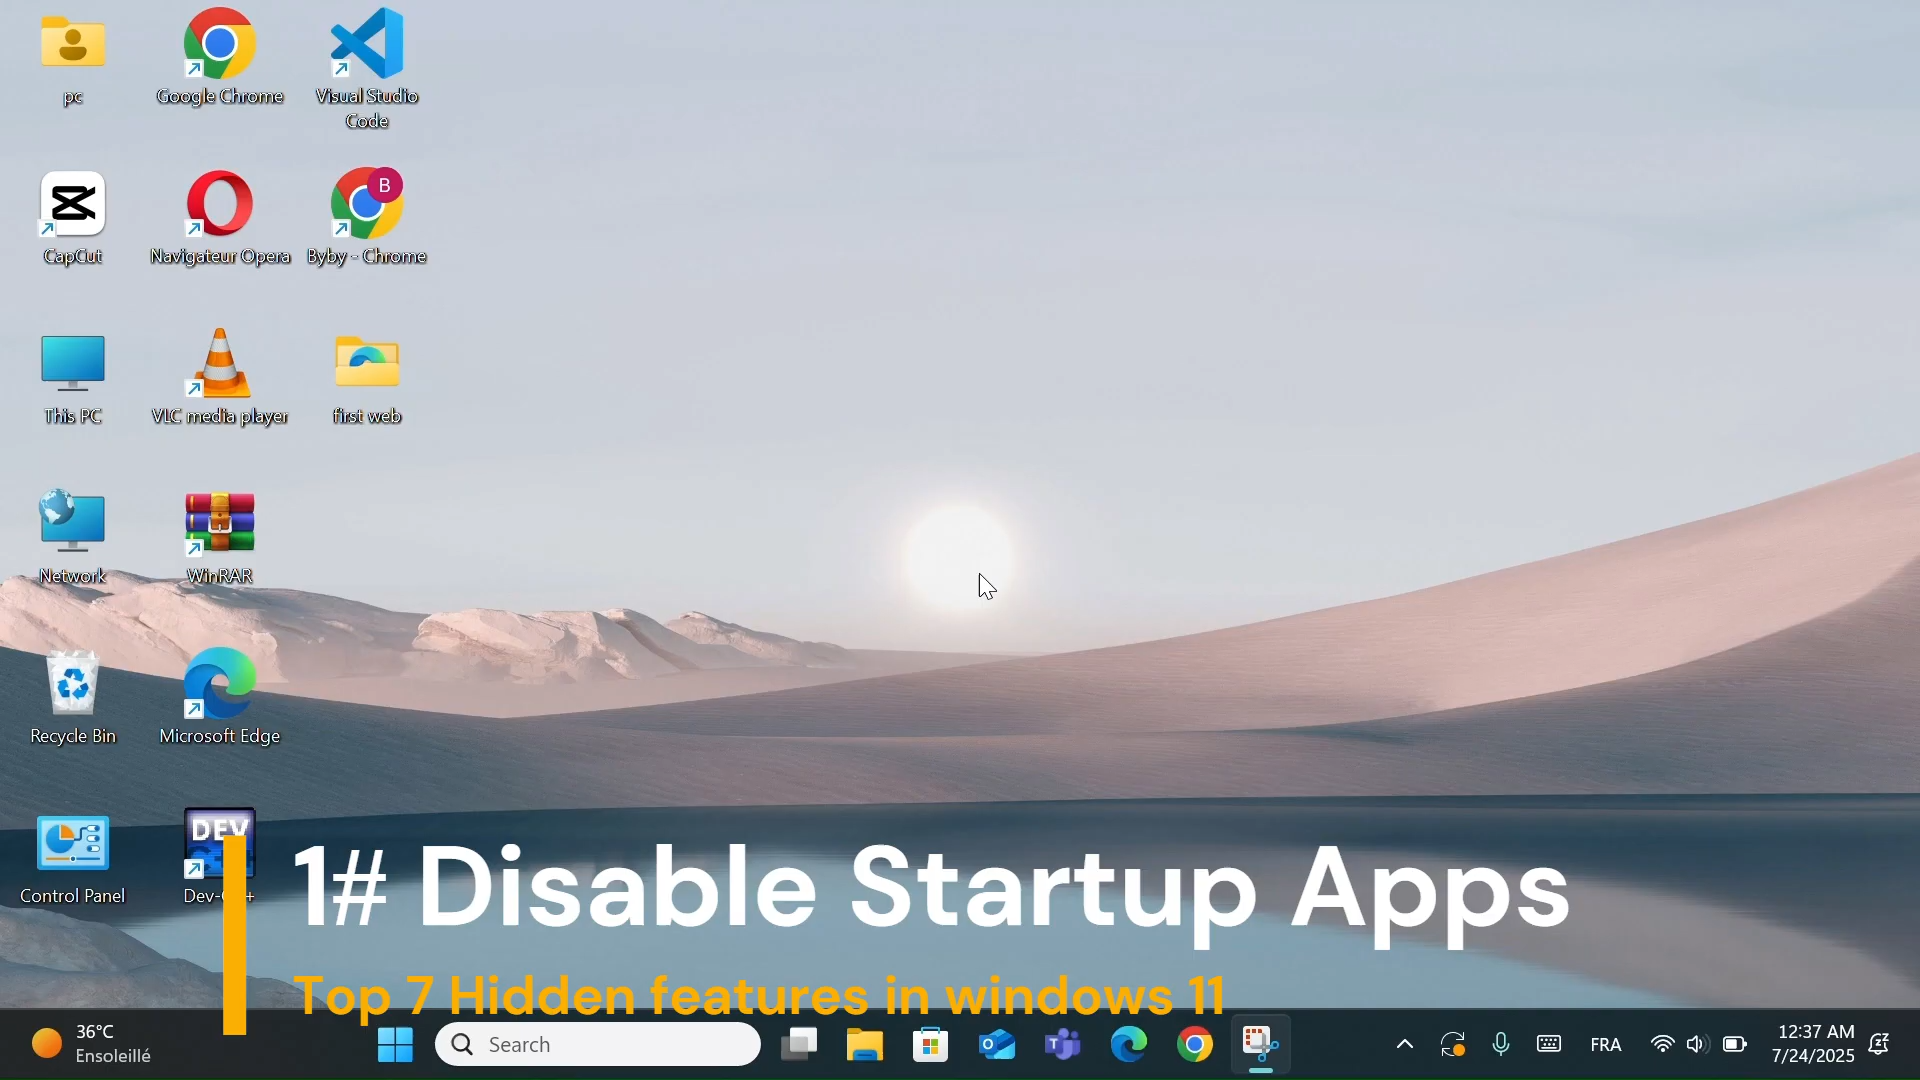 pc
Google Chrome
Visual Studio
Code
B
CapCut
Navigateur Opera
Byby - Chrome
This PC
VLC media player
first web
Network
WinRAR
Recycle Bin
Microsoft Edge
DEV
Control Panel
1# Disable Startup Apps
Top 7 Hidden features in windows 11
36°C
Ensoleillé
Search
FRA
12:37 AM
7/24/2025